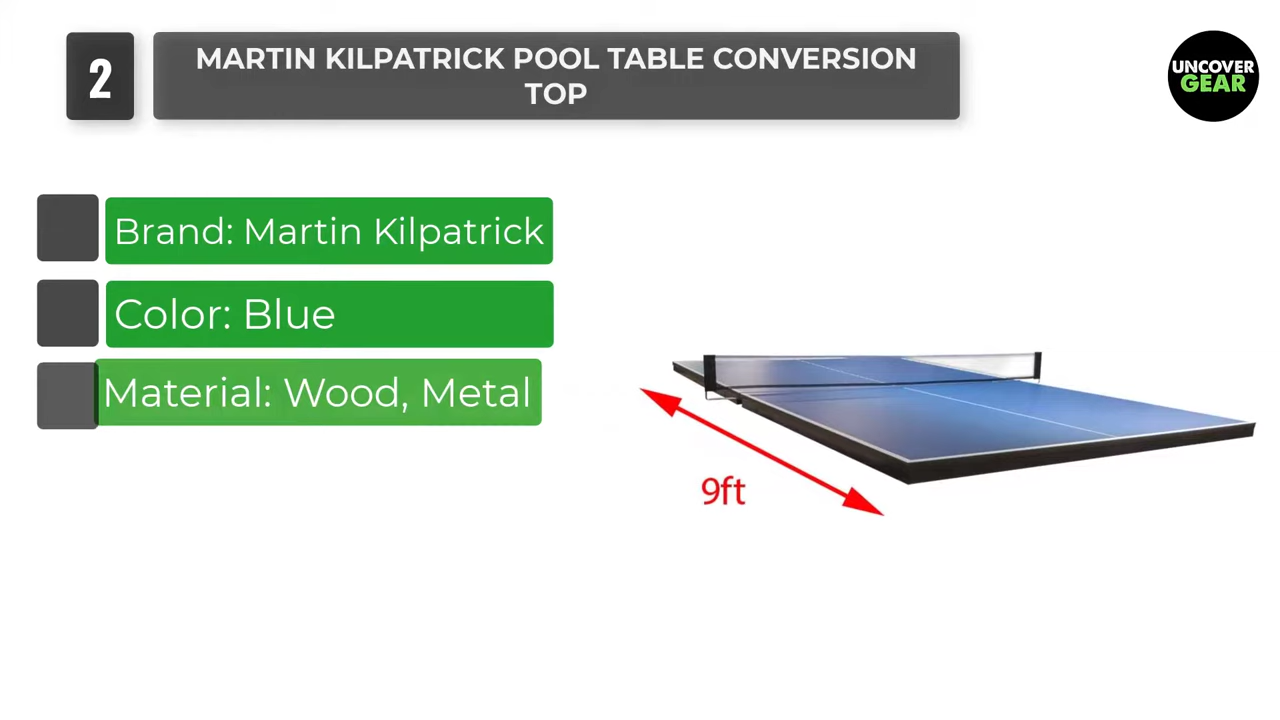 2
MARTIN KILPATRICK POOL TABLE CONVERSION
TOP
UNCOVER
GEAR
Brand: Martin Kilpatrick
Color: Blue
Material: Wood, Metal
9ft